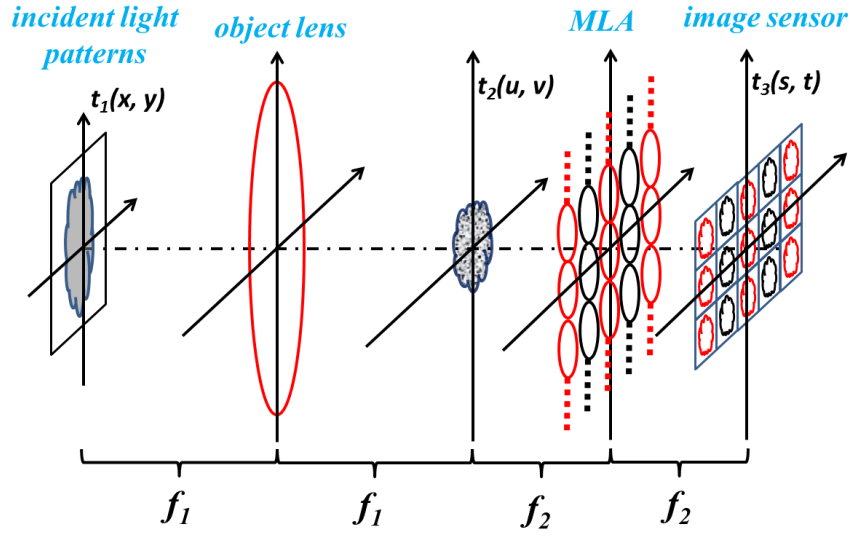 incident light
patterns
object lens
MLA
image sensor
t₁(x, y)
t₂(u, v)
t₃(s, t)
f₁
f₁
f₂
f₂